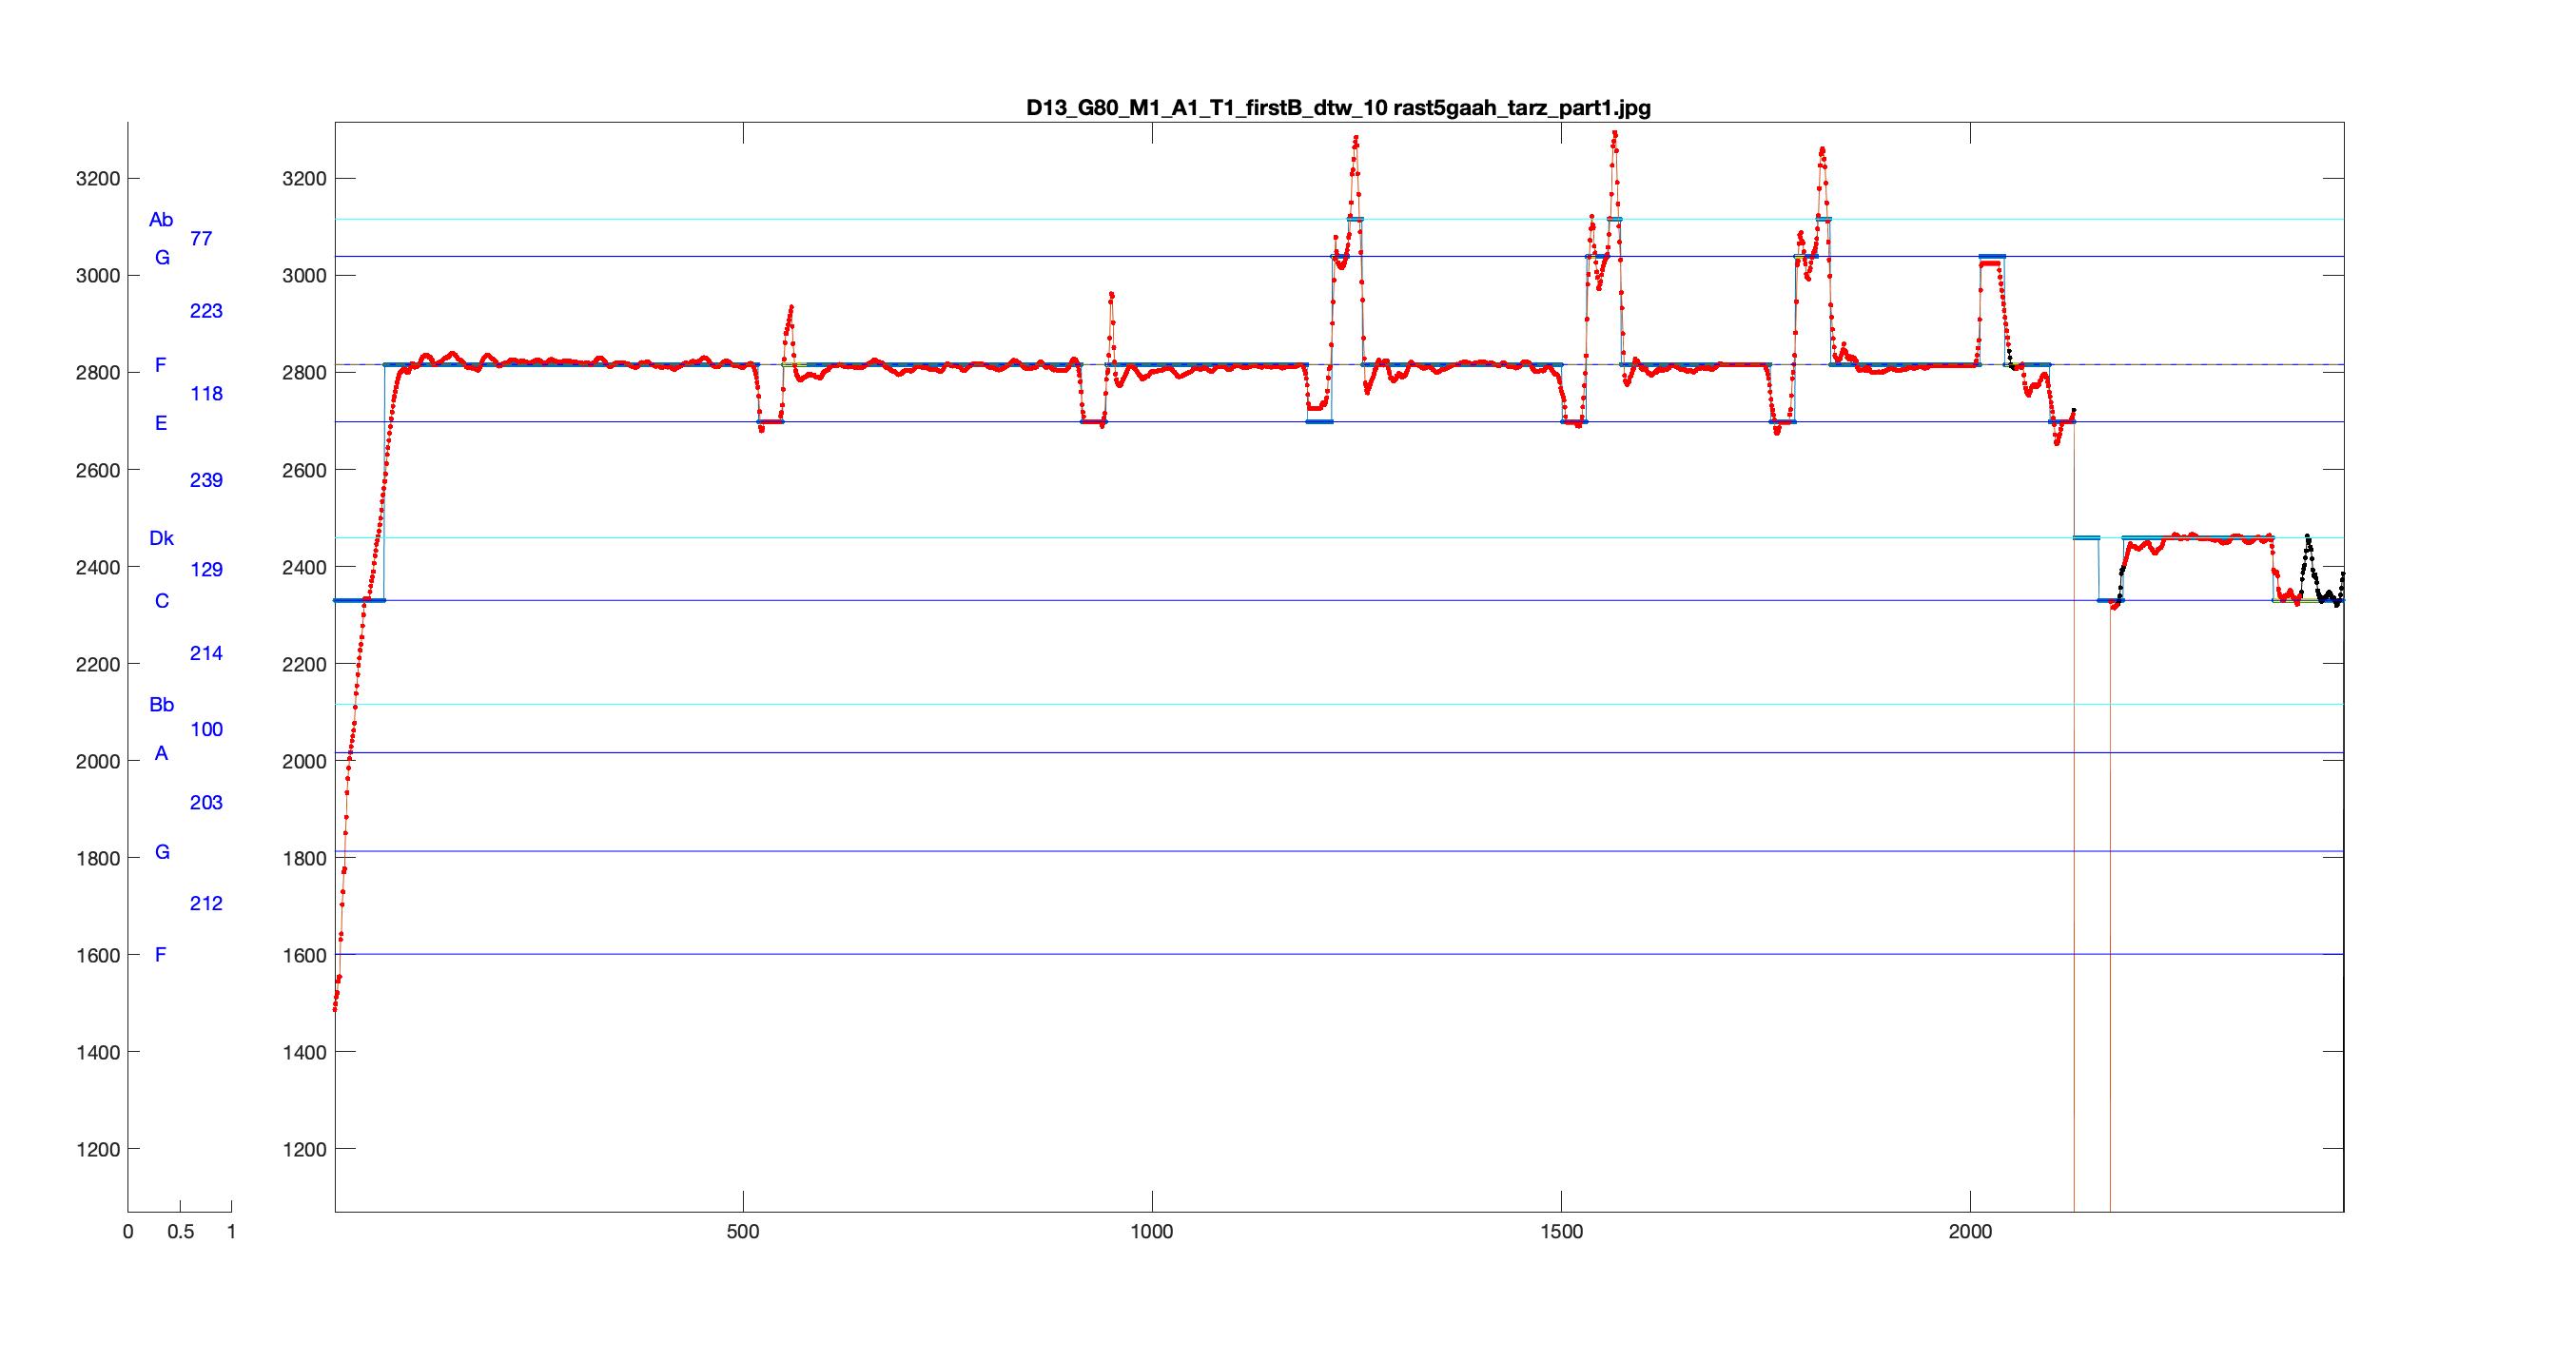 D13_G80_M1_A1_T1_firstB_dtw_10 rast5gaah_tarz_part1.jpg
3200 3200
Ab
77
G
3000 3000
223
F
2800 2800
118
E
2600 2600
239
Dk
2400 129 2400
C
2200 214 2200
Bb
100
A
2000 2000
203
G
1800 1800
212
F
1600 1600
1400 1400
1200 1200
0 0.5 1 500 1000 1500 2000